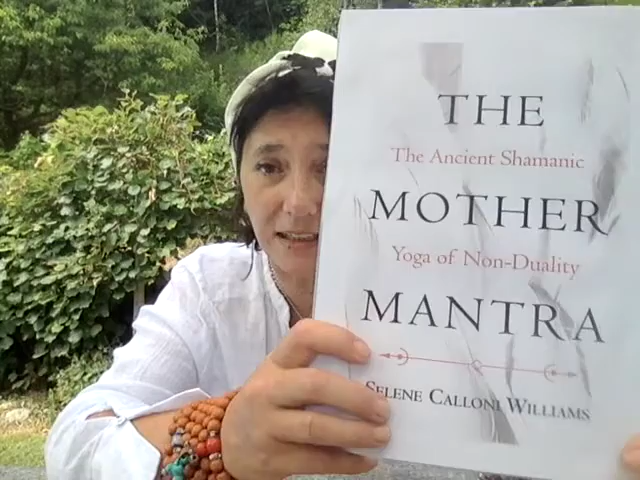 THE
The Ancient Shamanic
MOTHER
Yoga of Non-Duality
MANTRA
SELENE CALLONI WILLIAMS